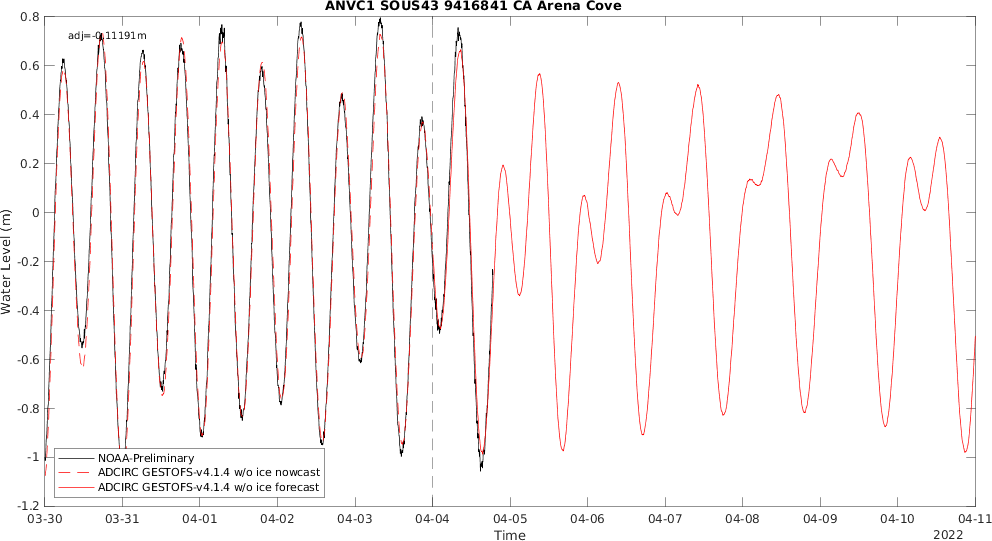 ANVC1 SOUS43 9416841 CA Arena Cove
adj=-0.11191m
Water Level (m)
0.8
0.6
0.4
0.2
0
-0.2
-0.4
-0.6
-0.8
-1
-1.2
NOAA-Preliminary
ADCIRC GESTOFS-v4.1.4 w/o ice nowcast
ADCIRC GESTOFS-v4.1.4 w/o ice forecast
03-30 03-31 04-01 04-02 04-03 04-04 04-05 04-06 04-07 04-08 04-09 04-10 04-11
Time
2022